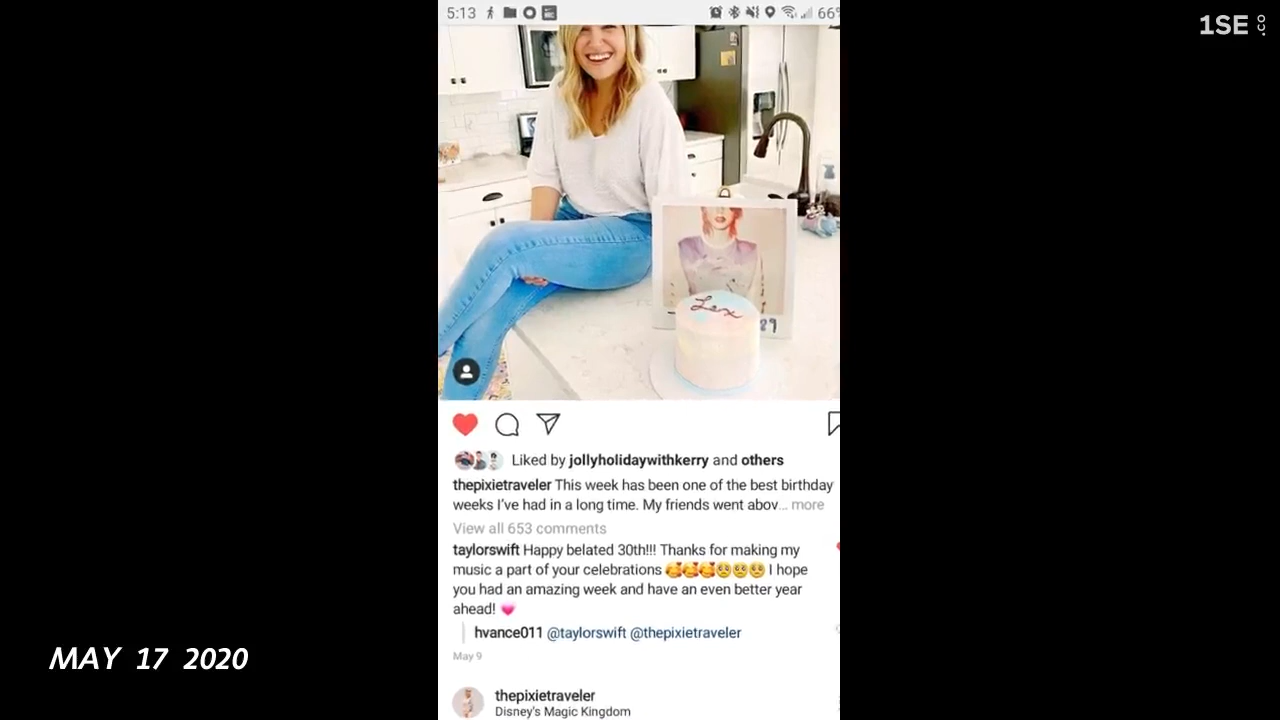 5:13
66%
1SE.co
Lex
29
Liked by jollyholidaywithkerry and others
thepixietraveler This week has been one of the best birthday
weeks I've had in a long time. My friends went abov... more
View all 653 comments
taylorswift Happy belated 30th!!! Thanks for making my
music a part of your celebrations 🥰🥰🥰🥺🥺🥺 I hope
you had an amazing week and have an even better year
ahead! 💗
hvance011 @taylorswift @thepixietraveler
May 9
MAY 17 2020
thepixietraveler
Disney's Magic Kingdom